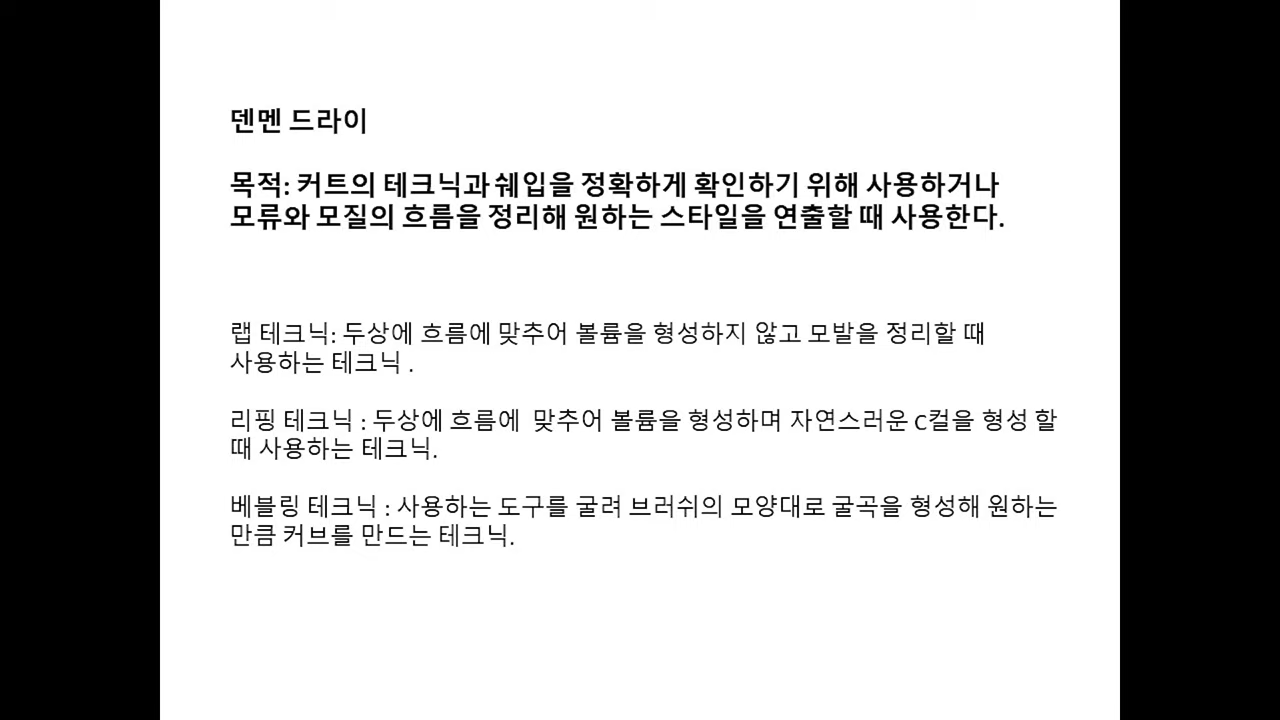 덴멘 드라이
목적: 커트의 테크닉과 쉐입을 정확하게 확인하기 위해 사용하거나
모류와 모질의 흐름을 정리해 원하는 스타일을 연출할 때 사용한다.
랩 테크닉: 두상에 흐름에 맞추어 볼륨을 형성하지 않고 모발을 정리할 때
사용하는 테크닉 .
리핑 테크닉 : 두상에 흐름에 맞추어 볼륨을 형성하며 자연스러운 C컬을 형성 할
때 사용하는 테크닉.
베블링 테크닉 : 사용하는 도구를 굴려 브러쉬의 모양대로 굴곡을 형성해 원하는
만큼 커브를 만드는 테크닉.